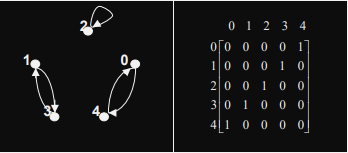 2
1
0
3
4
0 1 2 3 4
0 0 0 0 0 1
1 0 0 0 1 0
2 0 0 1 0 0
3 0 1 0 0 0
4 1 0 0 0 0